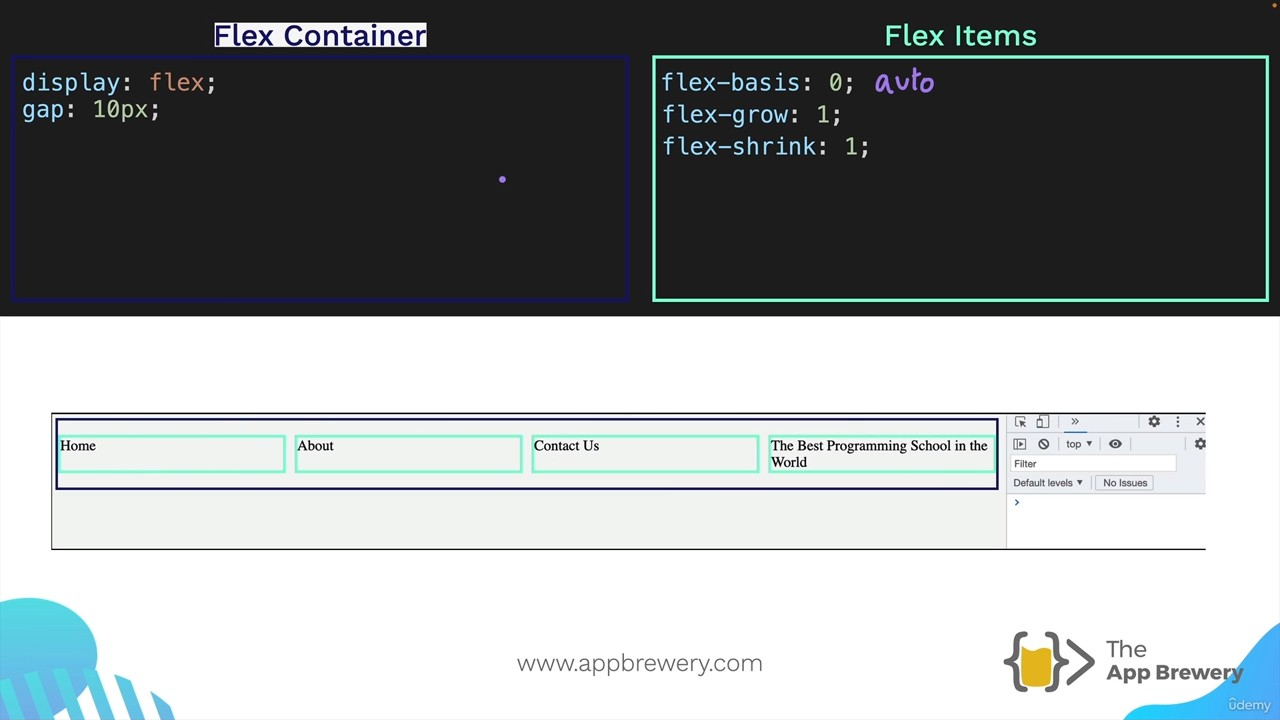 Flex Container
display: flex;
gap: 10px;
Flex Items
flex-basis: 0; auto
flex-grow: 1;
flex-shrink: 1;
Home
About
Contact Us
The Best Programming School in the
World
top
Filter
Default levels
No Issues
www.appbrewery.com
The
App Brewery
ûdemy